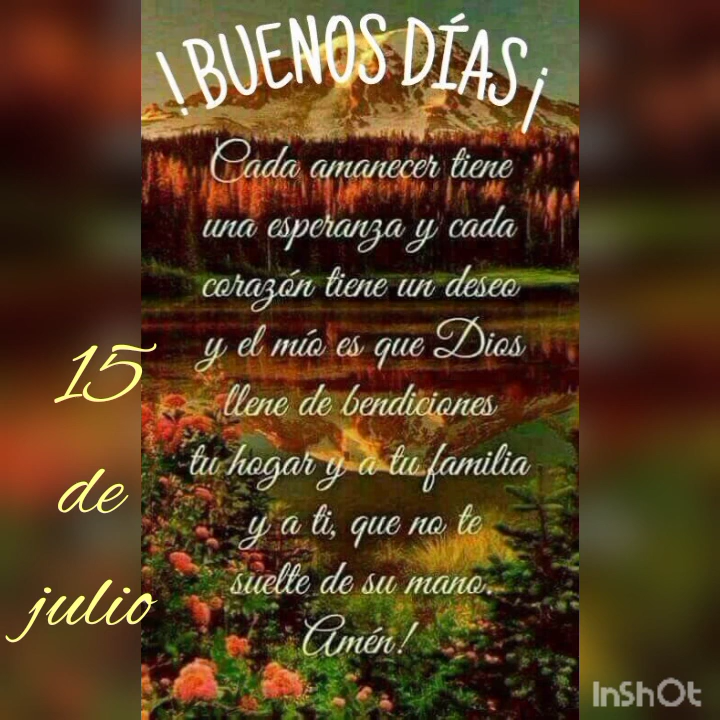 !BUENOS DÍAS¡
Cada amanecer tiene
una esperanza y cada
corazón tiene un deseo
y el mío es que Dios
llene de bendiciones
tu hogar y a tu familia
y a ti, que no te
suelte de su mano.
Amén!
15
de
julio
InShOt